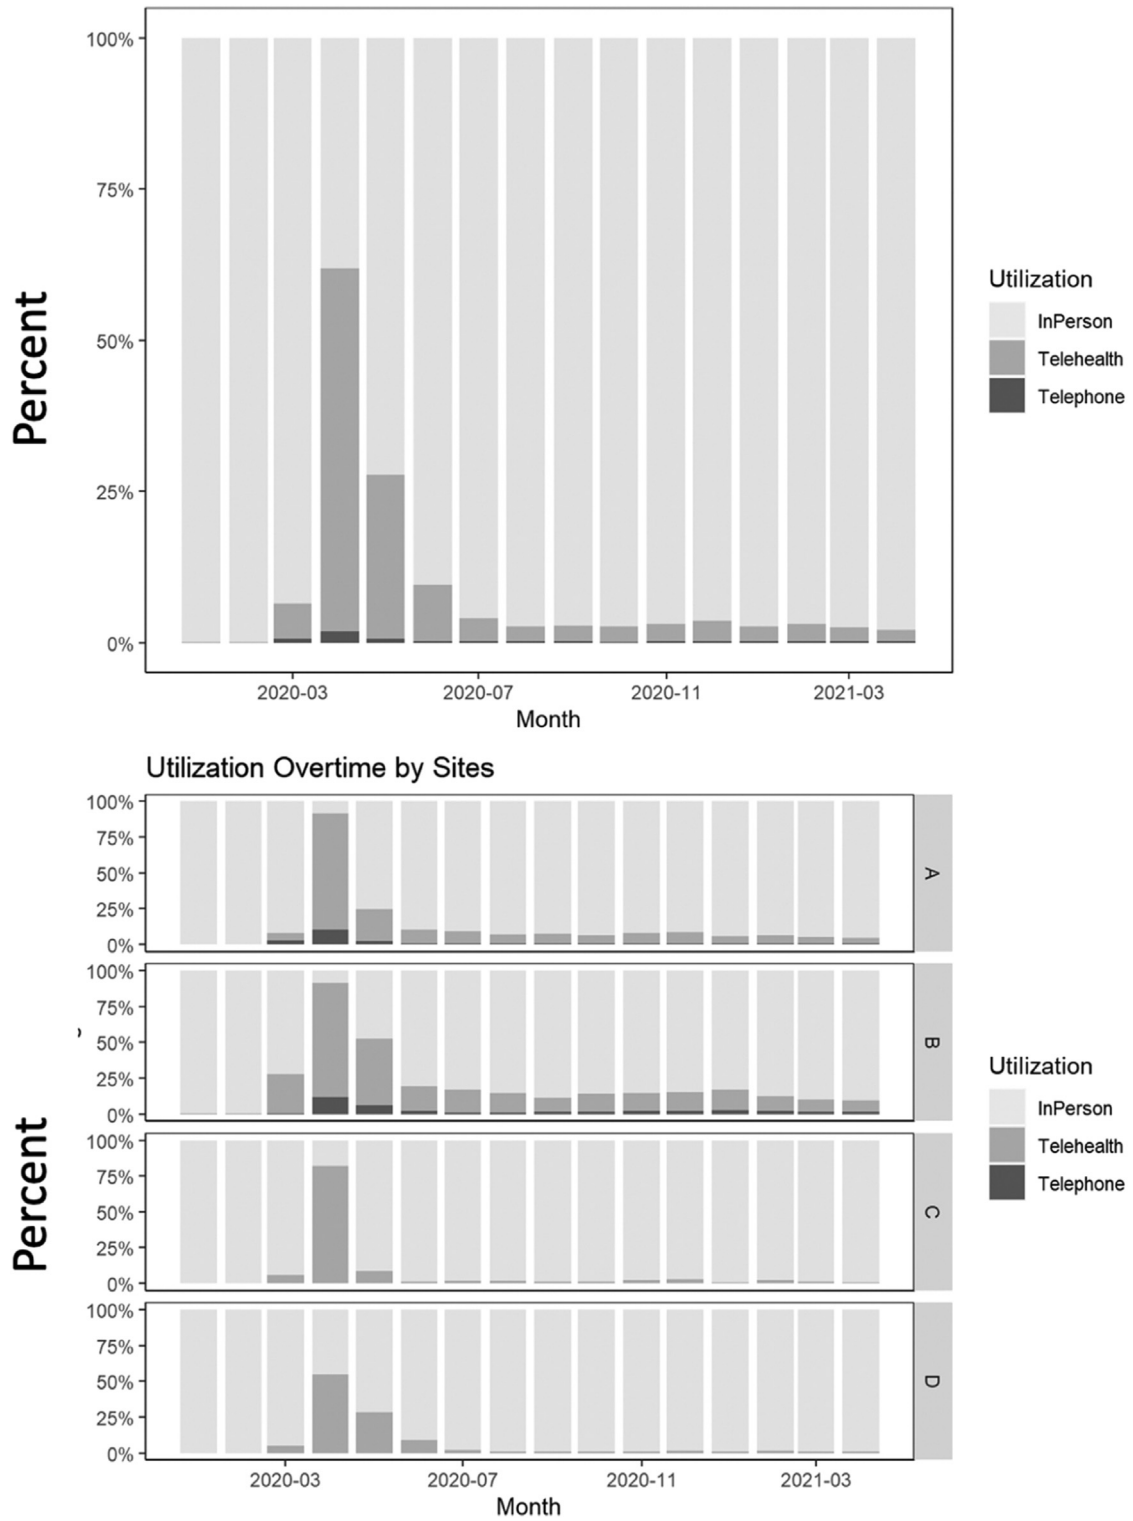 100%
75%
50%
25%
0%
Percent
2020-03
2020-07
2020-11
2021-03
Month
Utilization
InPerson
Telehealth
Telephone
Utilization Overtime by Sites
100%
75%
50%
25%
0%
A
100%
75%
50%
25%
0%
B
100%
75%
50%
25%
0%
C
100%
75%
50%
25%
0%
D
Percent
2020-03
2020-07
2020-11
2021-03
Month
Utilization
InPerson
Telehealth
Telephone